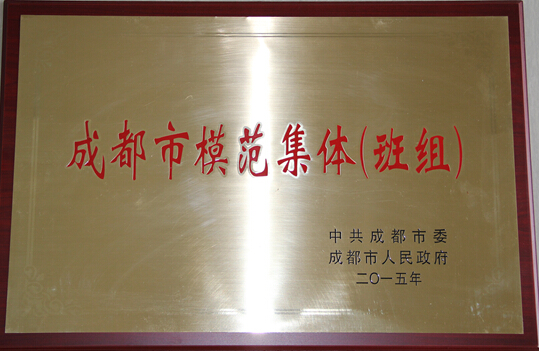 成都市模范集体(班组)
中共成都市委
成都市人民政府
二〇一五年